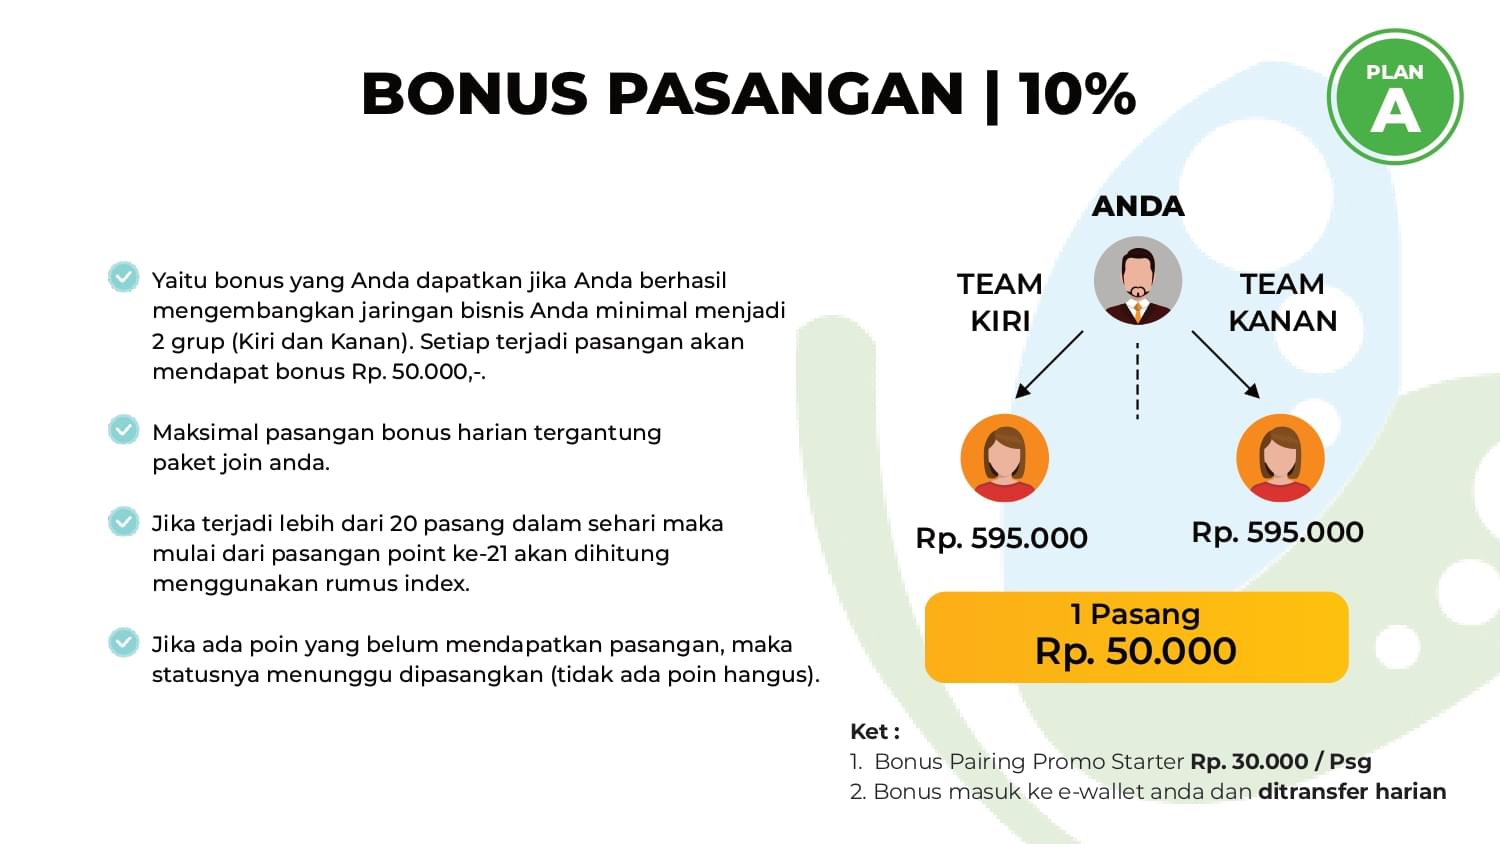 BONUS PASANGAN | 10%
PLAN
A
Yaitu bonus yang Anda dapatkan jika Anda berhasil
mengembangkan jaringan bisnis Anda minimal menjadi
2 grup (Kiri dan Kanan). Setiap terjadi pasangan akan
mendapat bonus Rp. 50.000,-.
Maksimal pasangan bonus harian tergantung
paket join anda.
Jika terjadi lebih dari 20 pasang dalam sehari maka
mulai dari pasangan point ke-21 akan dihitung
menggunakan rumus index.
Jika ada poin yang belum mendapatkan pasangan, maka
statusnya menunggu dipasangkan (tidak ada poin hangus).
ANDA
TEAM
KIRI
TEAM
KANAN
Rp. 595.000
Rp. 595.000
1 Pasang
Rp. 50.000
Ket :
1. Bonus Pairing Promo Starter Rp. 30.000 / Psg
2. Bonus masuk ke e-wallet anda dan ditransfer harian